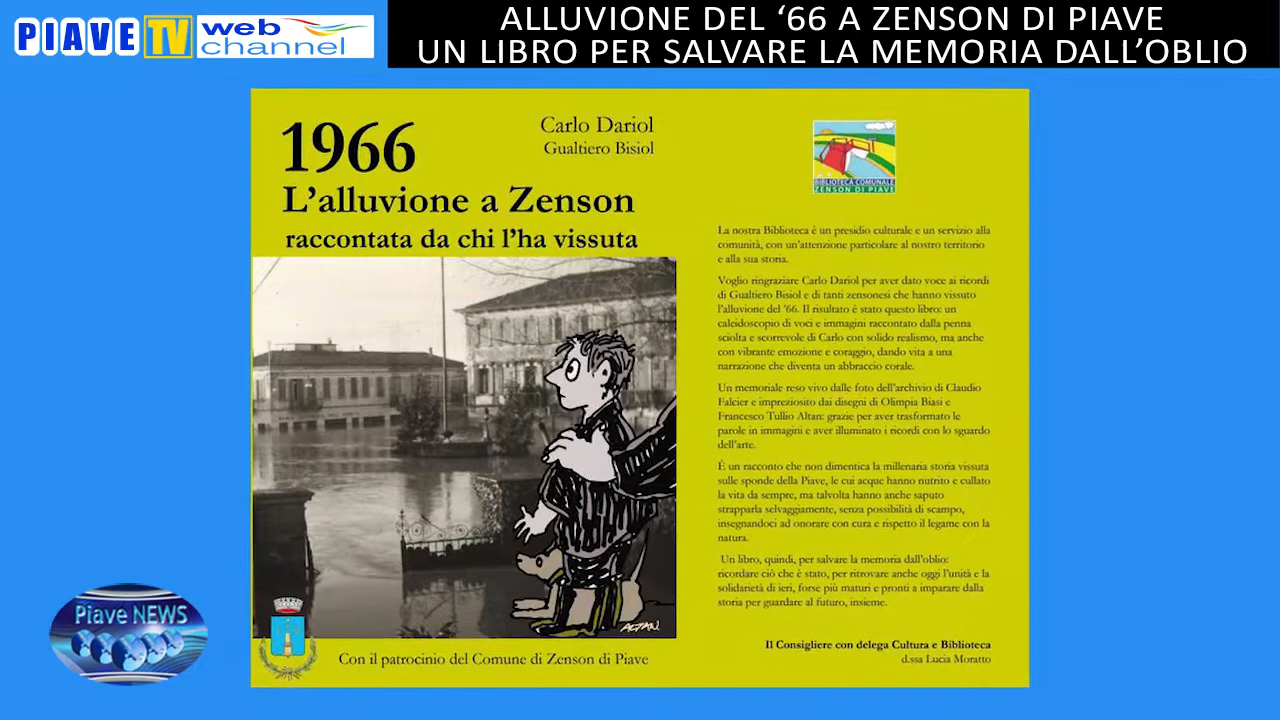 PIAVE TV web channel
ALLUVIONE DEL ‘66 A ZENSON DI PIAVE
UN LIBRO PER SALVARE LA MEMORIA DALL’OBLIO
1966
Carlo Dariol
Gualtiero Bisiol
L’alluvione a Zenson
raccontata da chi l’ha vissuta
ALTAN
Con il patrocinio del Comune di Zenson di Piave
BIBLIOTECA COMUNALE
ZENSON DI PIAVE
La nostra Biblioteca è un presidio culturale e un servizio alla
comunità, con un’attenzione particolare al nostro territorio
e alla sua storia.
Voglio ringraziare Carlo Dariol per aver dato voce ai ricordi
di Gualtiero Bisiol e di tanti zensonesi che hanno vissuto
l’alluvione del ’66. Il risultato è stato questo libro: un
caleidoscopio di voci e immagini raccontato dalla penna
sciolta e scorrevole di Carlo con solido realismo, ma anche
con vibrante emozione e coraggio, dando vita a una
narrazione che diventa un abbraccio corale.
Un memoriale reso vivo dalle foto dell’archivio di Claudio
Falcier e impreziosito dai disegni di Olimpia Biasi e
Francesco Tullio Altan: grazie per aver trasformato le
parole in immagini e aver illuminato i ricordi con lo sguardo
dell’arte.
È un racconto che non dimentica la millenaria storia vissuta
sulle sponde della Piave, le cui acque hanno nutrito e cullato
la vita da sempre, ma talvolta hanno anche saputo
strapparla selvaggiamente, senza possibilità di scampo,
insegnandoci ad onorare con cura e rispetto il legame con la
natura.
Un libro, quindi, per salvare la memoria dall’oblio:
ricordare ciò che è stato, per ritrovare anche oggi l’unità e la
solidarietà di ieri, forse più maturi e pronti a imparare dalla
storia per guardare al futuro, insieme.
Il Consigliere con delega Cultura e Biblioteca
d.ssa Lucia Moratto
Piave NEWS